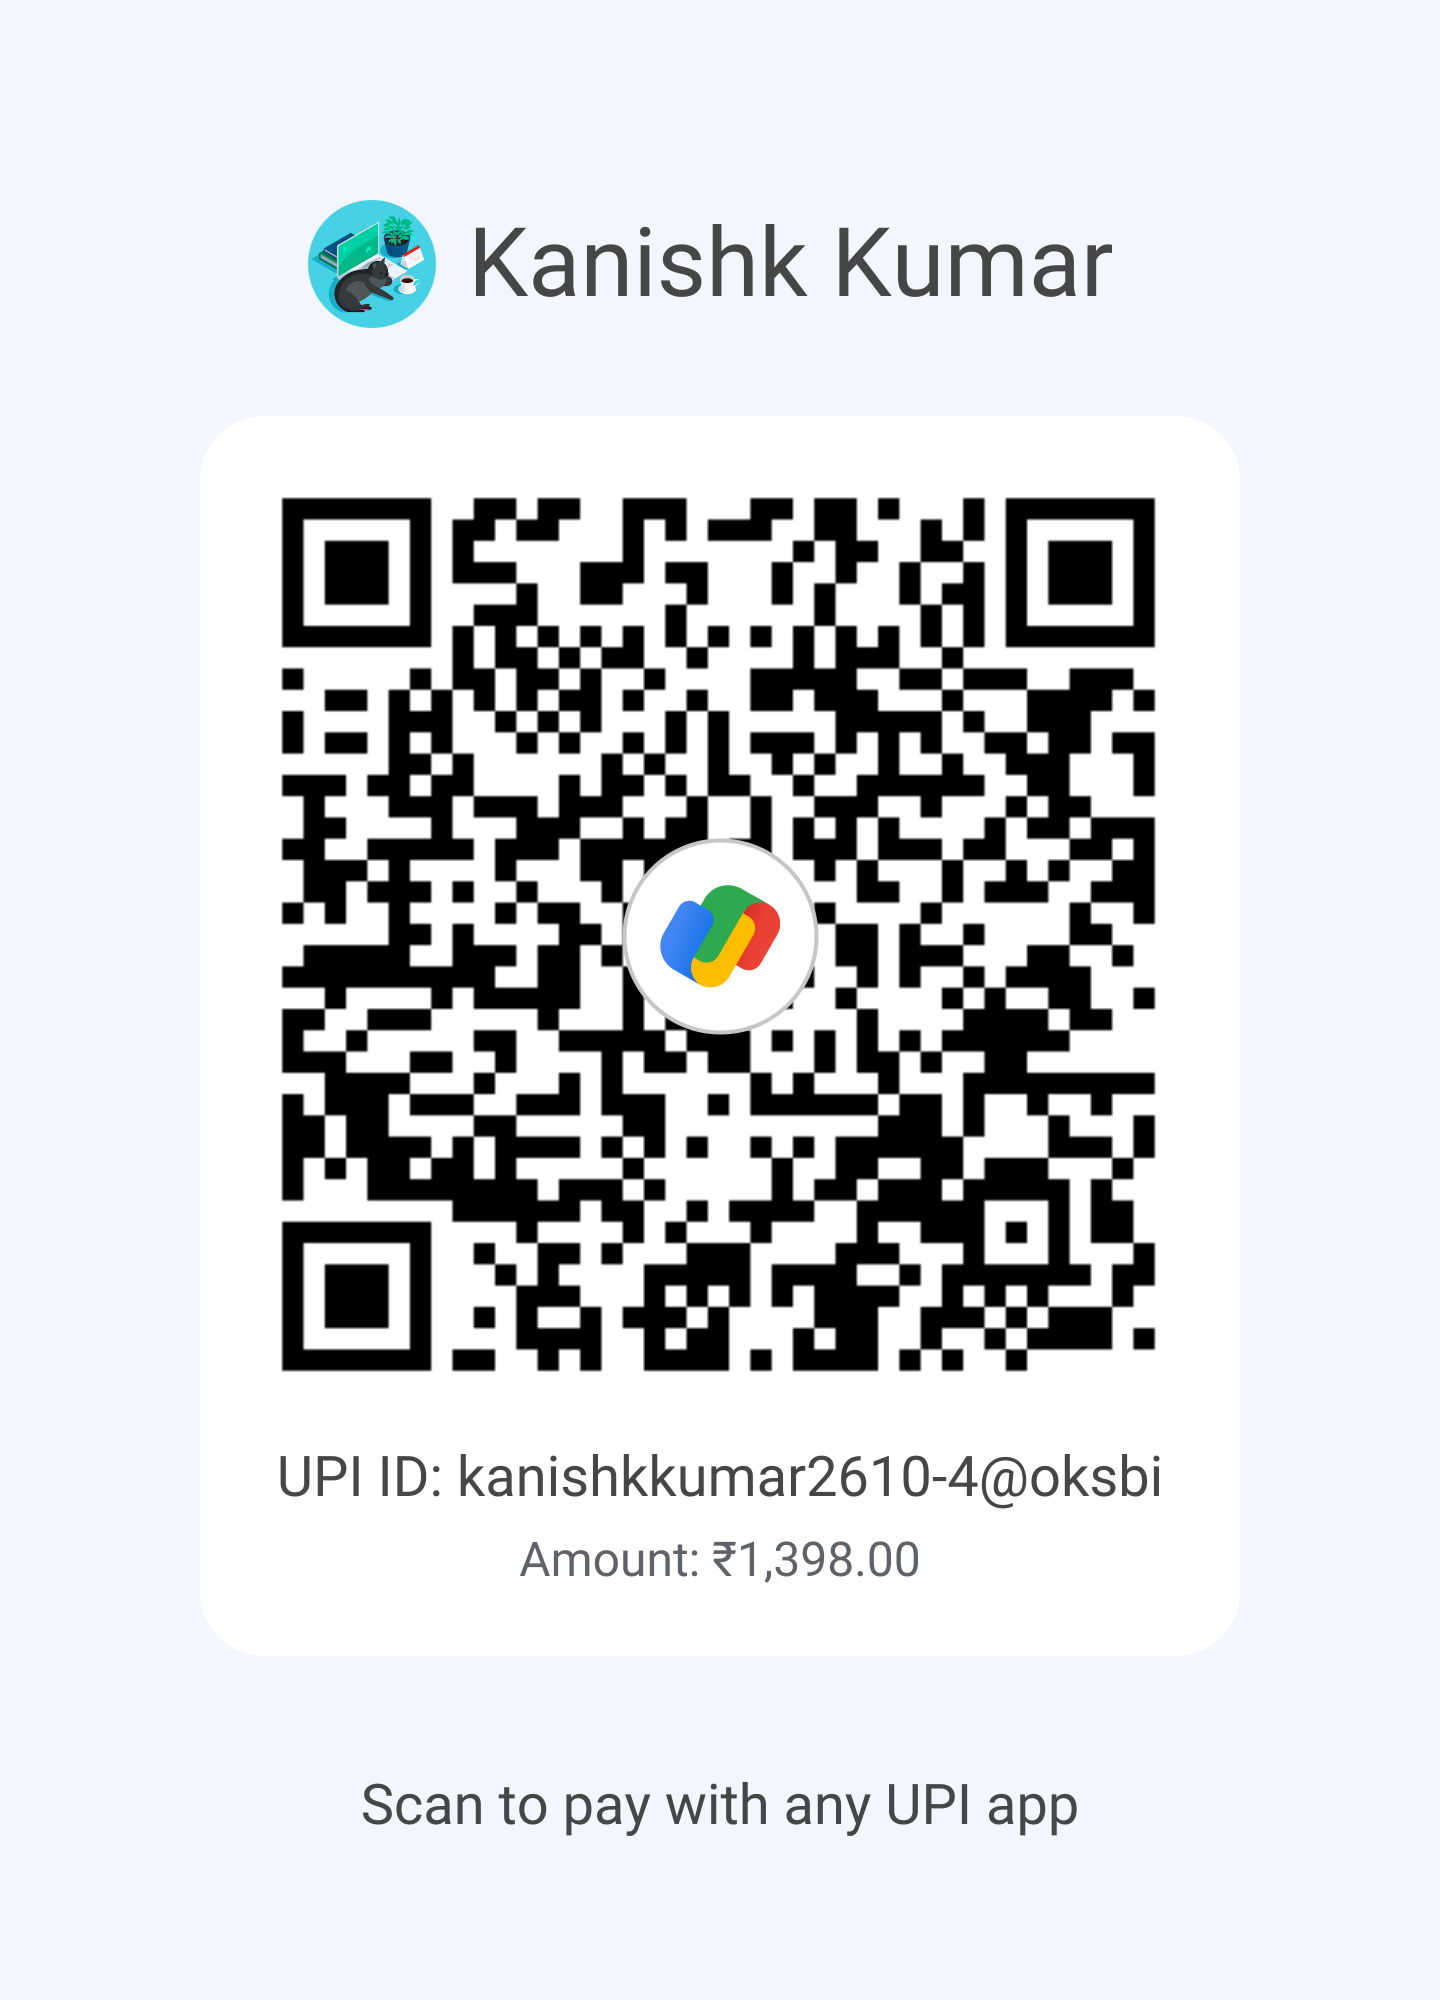 Kanishk Kumar
UPI ID: kanishkkumar2610-4@oksbi
Amount: ₹1,398.00
Scan to pay with any UPI app